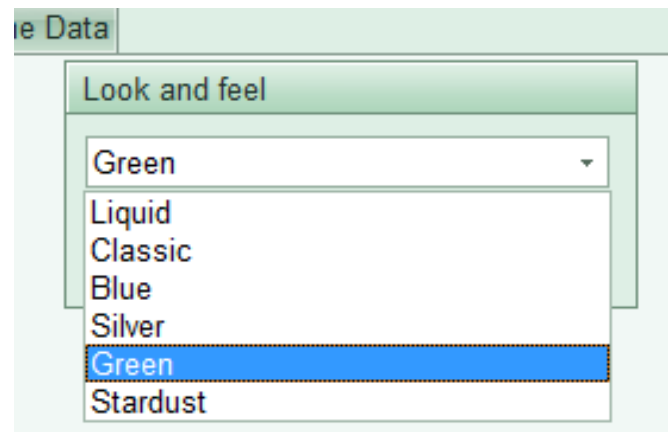 Data
Look and feel
Green
Liquid
Classic
Blue
Silver
Green
Stardust